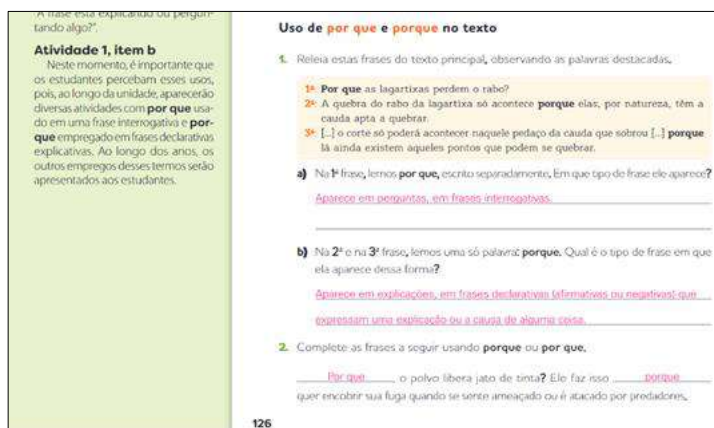 "A frase está explicando ou pergun-
tando algo?".
Atividade 1, item b
Neste momento, é importante que
os estudantes percebam esses usos,
pois, ao longo da unidade, aparecerão
diversas atividades com por que usa-
do em uma frase interrogativa e por-
que empregado em frases declarativas
explicativas. Ao longo dos anos, os
outros empregos desses termos serão
apresentados aos estudantes.
Uso de por que e porque no texto
1. Releia estas frases do texto principal, observando as palavras destacadas.
1ª Por que as lagartixas perdem o rabo?
2ª A quebra do rabo da lagartixa só acontece porque elas, por natureza, têm a
cauda apta a quebrar.
3ª [...] o corte só poderá acontecer naquele pedaço da cauda que sobrou [...] porque
lá ainda existem aqueles pontos que podem se quebrar.
a) Na 1ª frase, lemos por que, escrito separadamente. Em que tipo de frase ele aparece?
Aparece em perguntas, em frases interrogativas.
b) Na 2ª e na 3ª frase, lemos uma só palavra: porque. Qual é o tipo de frase em que
ela aparece dessa forma?
Aparece em explicações, em frases declarativas (afirmativas ou negativas) que
expressam uma explicação ou a causa de alguma coisa.
2. Complete as frases a seguir usando porque ou por que.
Por que o polvo libera jato de tinta? Ele faz isso porque
quer encobrir sua fuga quando se sente ameaçado ou é atacado por predadores.
126